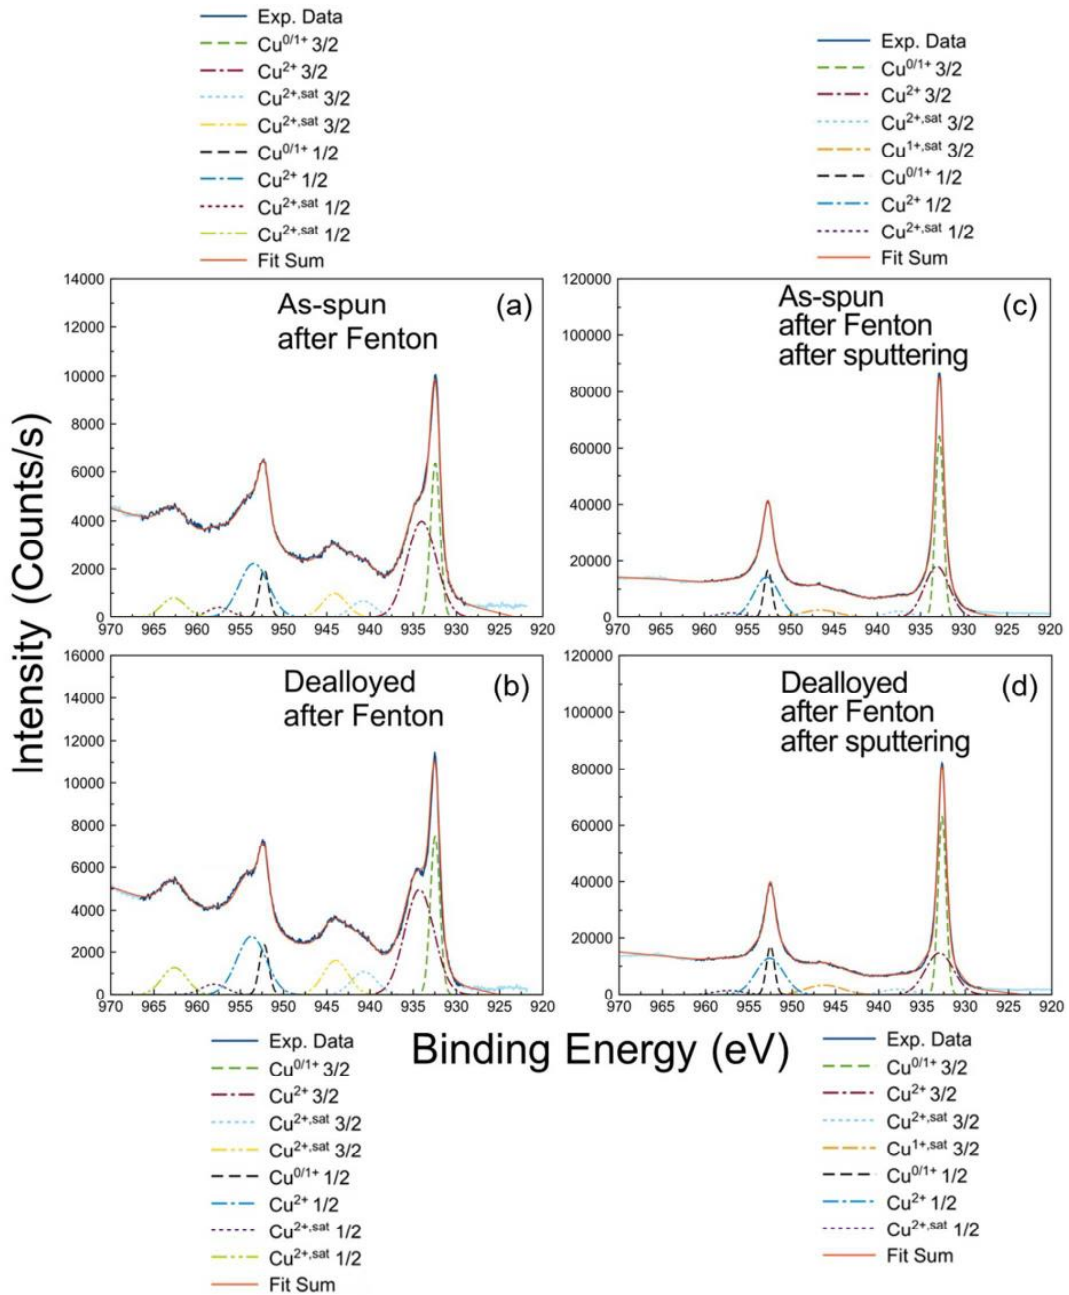 Exp. Data
Cu0/1+ 3/2
Cu2+ 3/2
Cu2+,sat 3/2
Cu2+,sat 3/2
Cu0/1+ 1/2
Cu2+ 1/2
Cu2+,sat 1/2
Cu2+,sat 1/2
Fit Sum
Exp. Data
Cu0/1+ 3/2
Cu2+ 3/2
Cu2+,sat 3/2
Cu1+,sat 3/2
Cu0/1+ 1/2
Cu2+ 1/2
Cu2+,sat 1/2
Fit Sum
Intensity (Counts/s)
14000
12000
10000
8000
6000
4000
2000
0
As-spun
after Fenton
(a)
970 965 960 955 950 945 940 935 930 925 920
120000
100000
80000
60000
40000
20000
0
As-spun
after Fenton
after sputtering
(c)
970 965 960 955 950 945 940 935 930 925 920
16000
14000
12000
10000
8000
6000
4000
2000
0
Dealloyed
after Fenton
(b)
970 965 960 955 950 945 940 935 930 925 920
120000
100000
80000
60000
40000
20000
0
Dealloyed
after Fenton
after sputtering
(d)
970 965 960 955 950 945 940 935 930 925 920
Binding Energy (eV)
Exp. Data
Cu0/1+ 3/2
Cu2+ 3/2
Cu2+,sat 3/2
Cu2+,sat 3/2
Cu0/1+ 1/2
Cu2+ 1/2
Cu2+,sat 1/2
Cu2+,sat 1/2
Fit Sum
Exp. Data
Cu0/1+ 3/2
Cu2+ 3/2
Cu2+,sat 3/2
Cu1+,sat 3/2
Cu0/1+ 1/2
Cu2+ 1/2
Cu2+,sat 1/2
Fit Sum